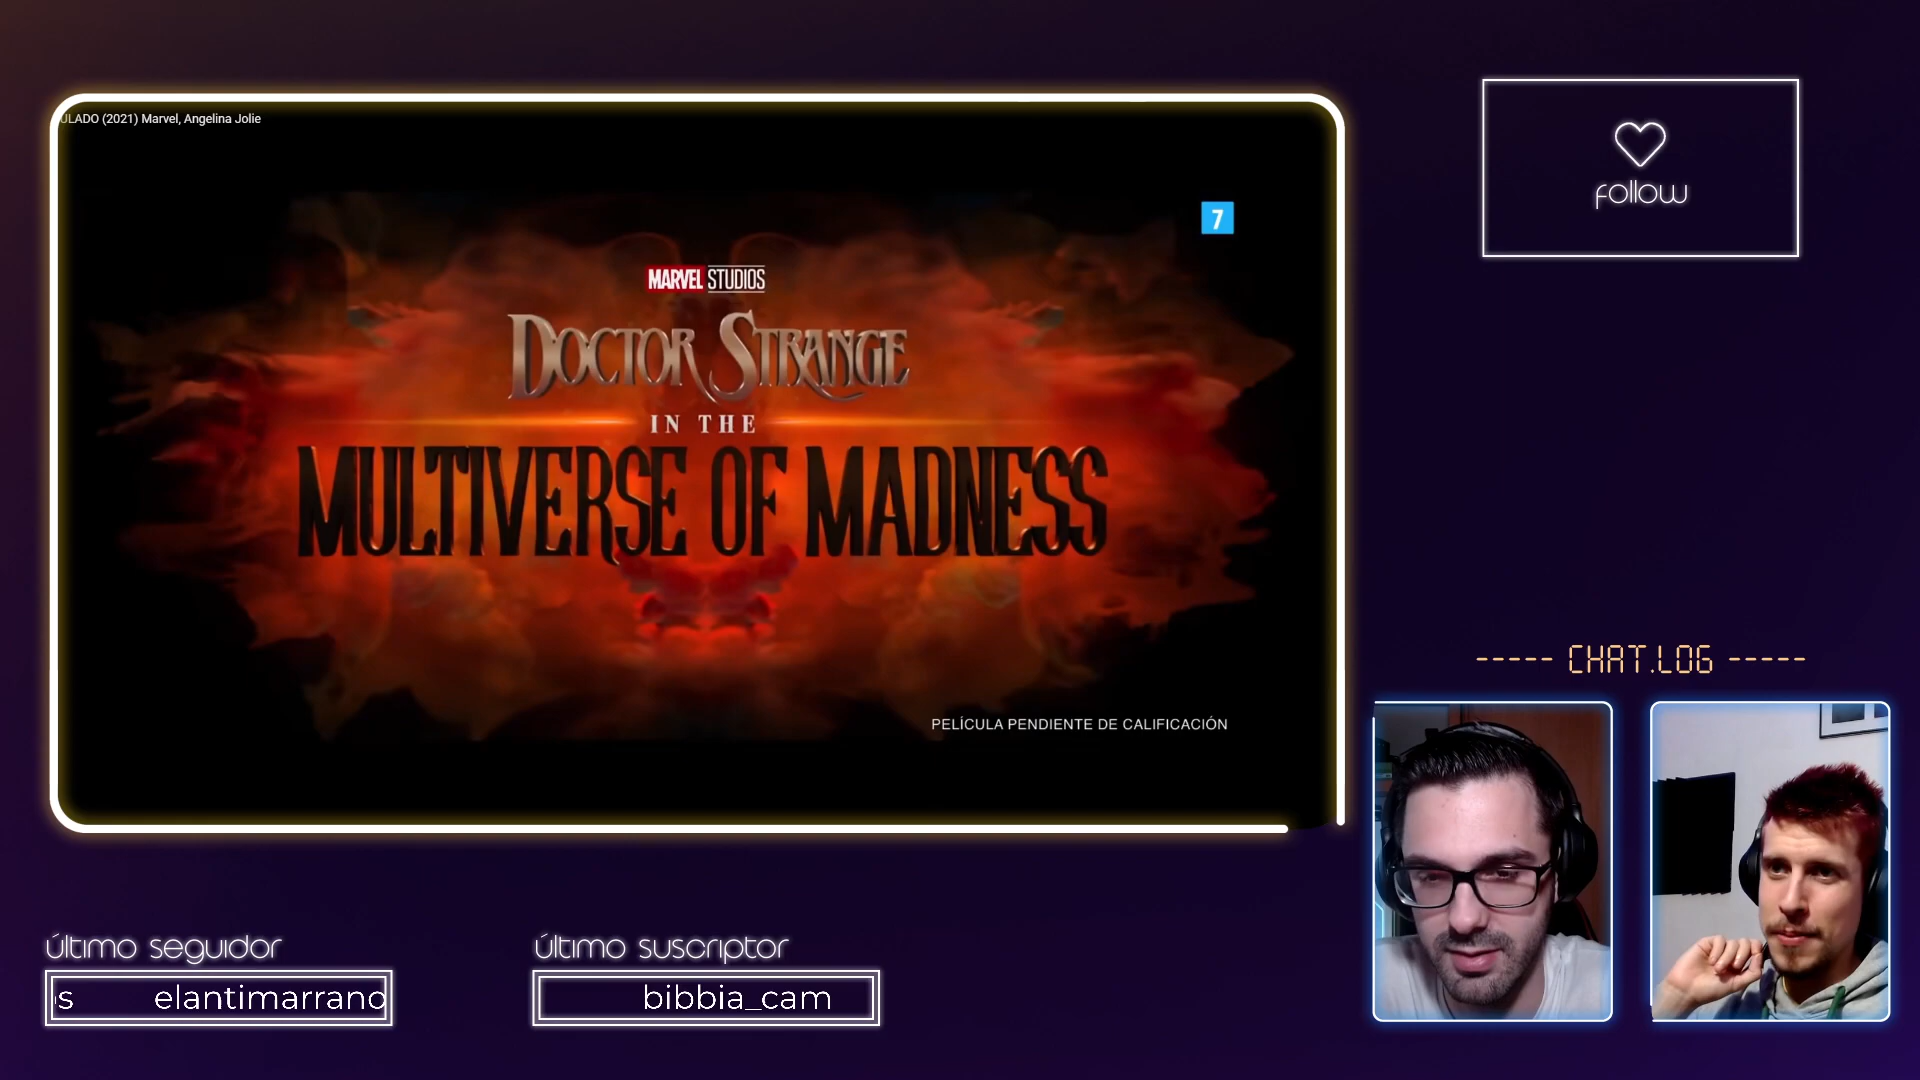 ULADO (2021) Marvel, Angelina Jolie
7
MARVEL STUDIOS
DOCTOR STRANGE
IN THE
MULTIVERSE OF MADNESS
PELÍCULA PENDIENTE DE CALIFICACIÓN
follow
----- CHAT.LOG -----
último seguidor
s elantimarrano
último suscriptor
bibbia_cam